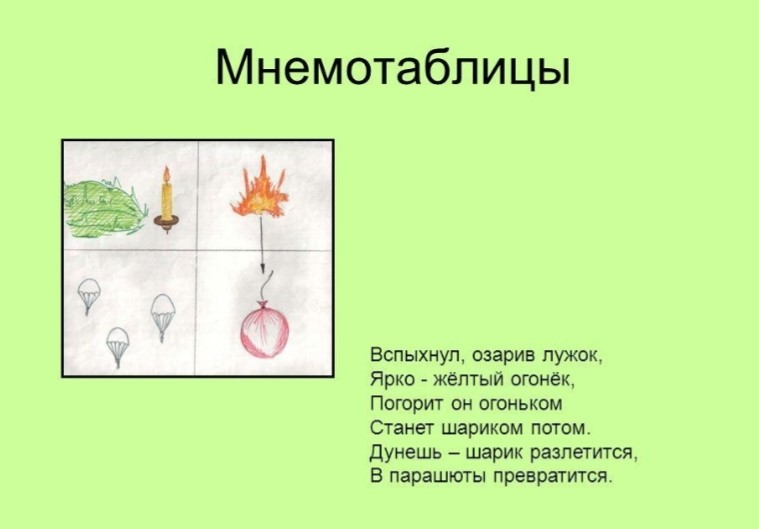 Мнемотаблицы
Вспыхнул, озарив лужок,
Ярко - жёлтый огонёк,
Погорит он огоньком
Станет шариком потом.
Дунешь – шарик разлетится,
В парашюты превратится.